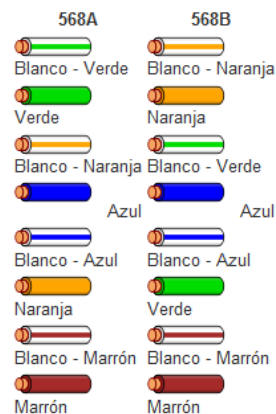 568A 568B
Blanco - Verde Blanco - Naranja
Verde Naranja
Blanco - Naranja Blanco - Verde
Azul Azul
Blanco - Azul Blanco - Azul
Naranja Verde
Blanco - Marrón Blanco - Marrón
Marrón Marrón